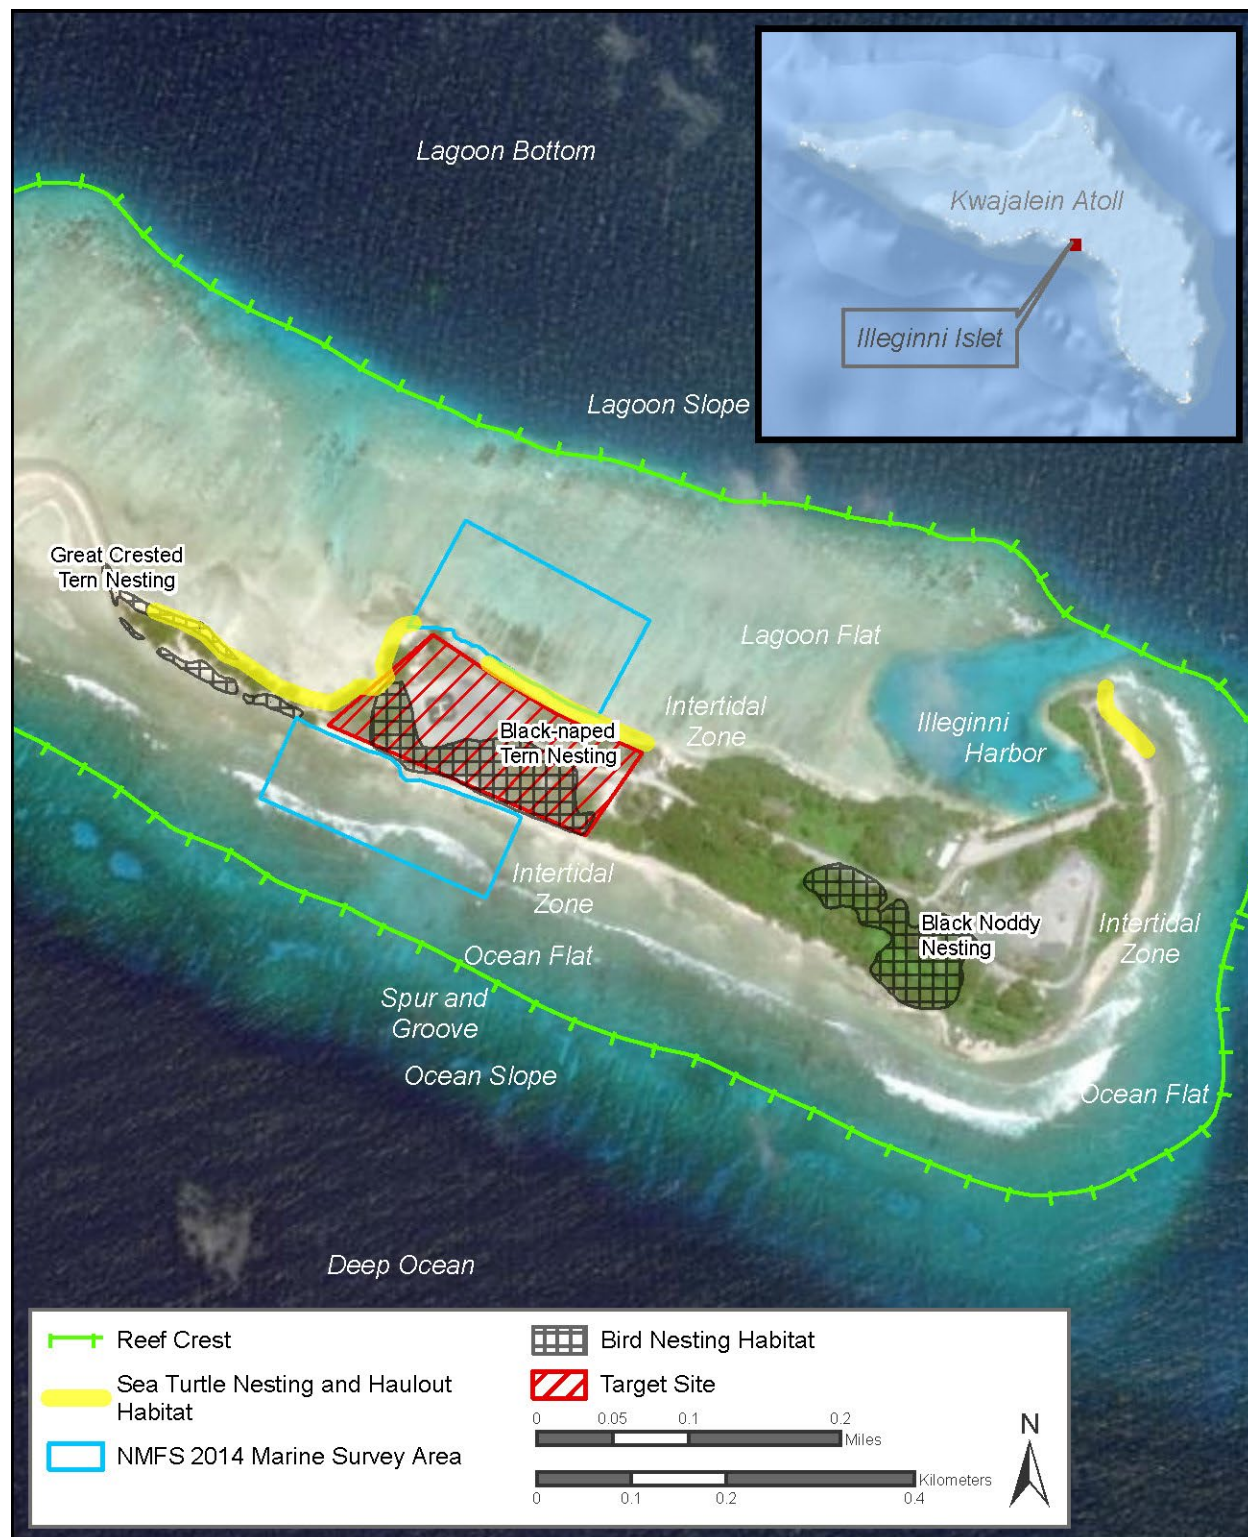 Lagoon Bottom
Kwajalein Atoll
Illeginni Islet
Lagoon Slope
Great Crested
Tern Nesting
Lagoon Flat
Intertidal
Zone
Illeginni
Harbor
Black-naped
Tern Nesting
Intertidal
Zone
Black Noddy
Nesting
Intertidal
Zone
Ocean Flat
Spur and
Groove
Ocean Slope
Ocean Flat
Deep Ocean
Reef Crest
Sea Turtle Nesting and Haulout
Habitat
NMFS 2014 Marine Survey Area
Bird Nesting Habitat
Target Site
0 0.05 0.1 0.2
Miles
Kilometers
0 0.1 0.2 0.4
N